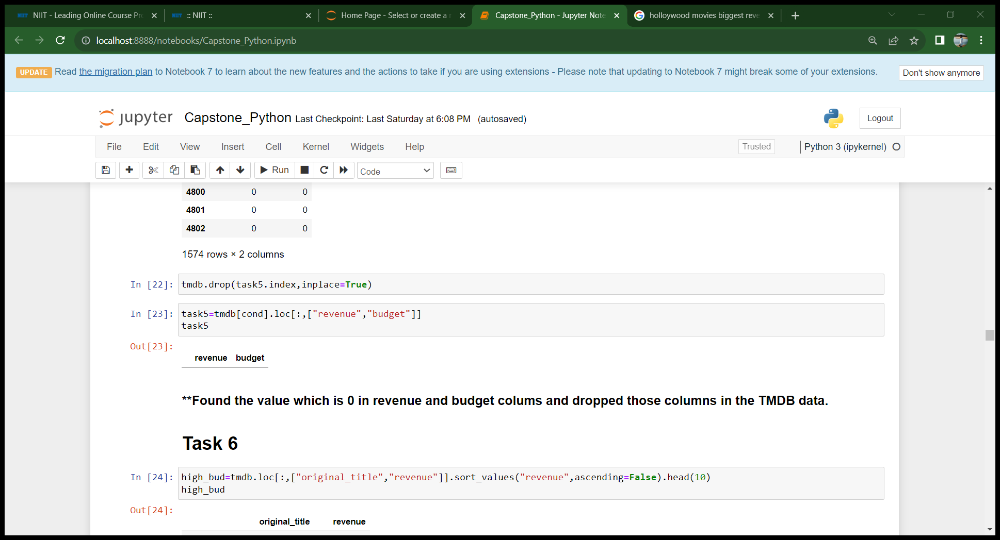 NIIT NIIT - Leading Online Course Pr
NIIT :: NIIT ::
Home Page - Select or create a n
Capstone_Python - Jupyter Note
holloywood movies biggest reve
localhost:8888/notebooks/Capstone_Python.ipynb
UPDATE Read the migration plan to Notebook 7 to learn about the new features and the actions to take if you are using extensions - Please note that updating to Notebook 7 might break some of your extensions.
Don't show anymore
jupyter Capstone_Python Last Checkpoint: Last Saturday at 6:08 PM (autosaved)
Logout
File Edit View Insert Cell Kernel Widgets Help
Trusted
Python 3 (ipykernel)
Run
Code
4800 0 0
4801 0 0
4802 0 0
1574 rows × 2 columns
In [22]: tmdb.drop(task5.index,inplace=True)
In [23]: task5=tmdb[cond].loc[:,["revenue","budget"]]
task5
Out[23]:
revenue budget
**Found the value which is 0 in revenue and budget colums and dropped those columns in the TMDB data.
Task 6
In [24]: high_bud=tmdb.loc[:,["original_title","revenue"]].sort_values("revenue",ascending=False).head(10)
high_bud
Out[24]:
original_title revenue